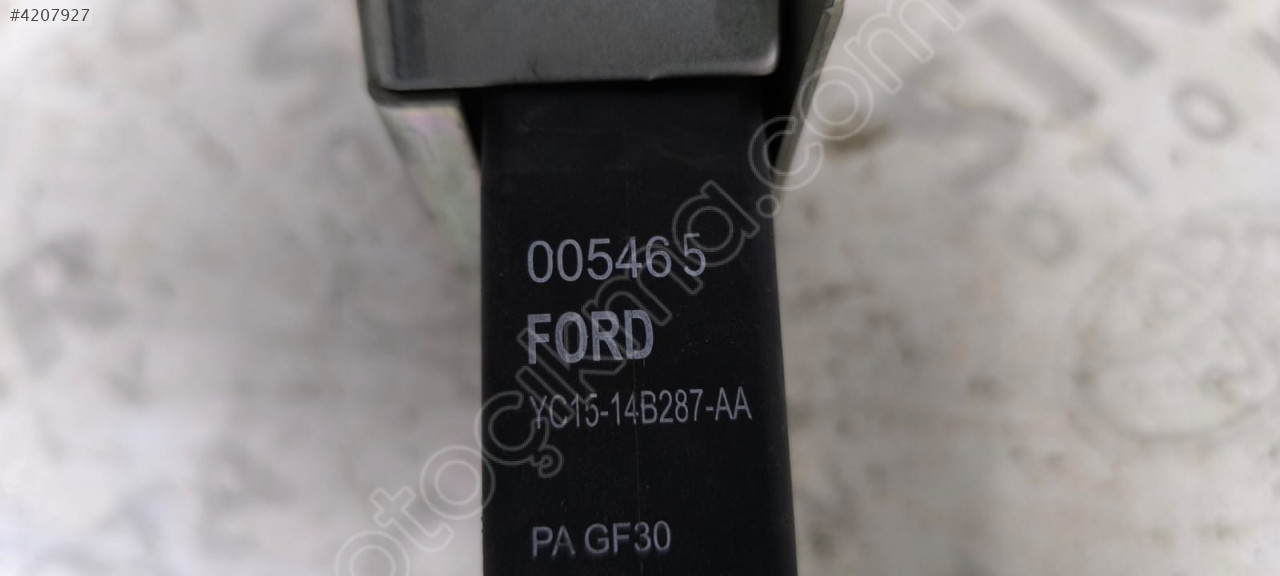 #4207927
005465
FORD
YC15-14B287-AA
PA GF30
otoçıkma.com